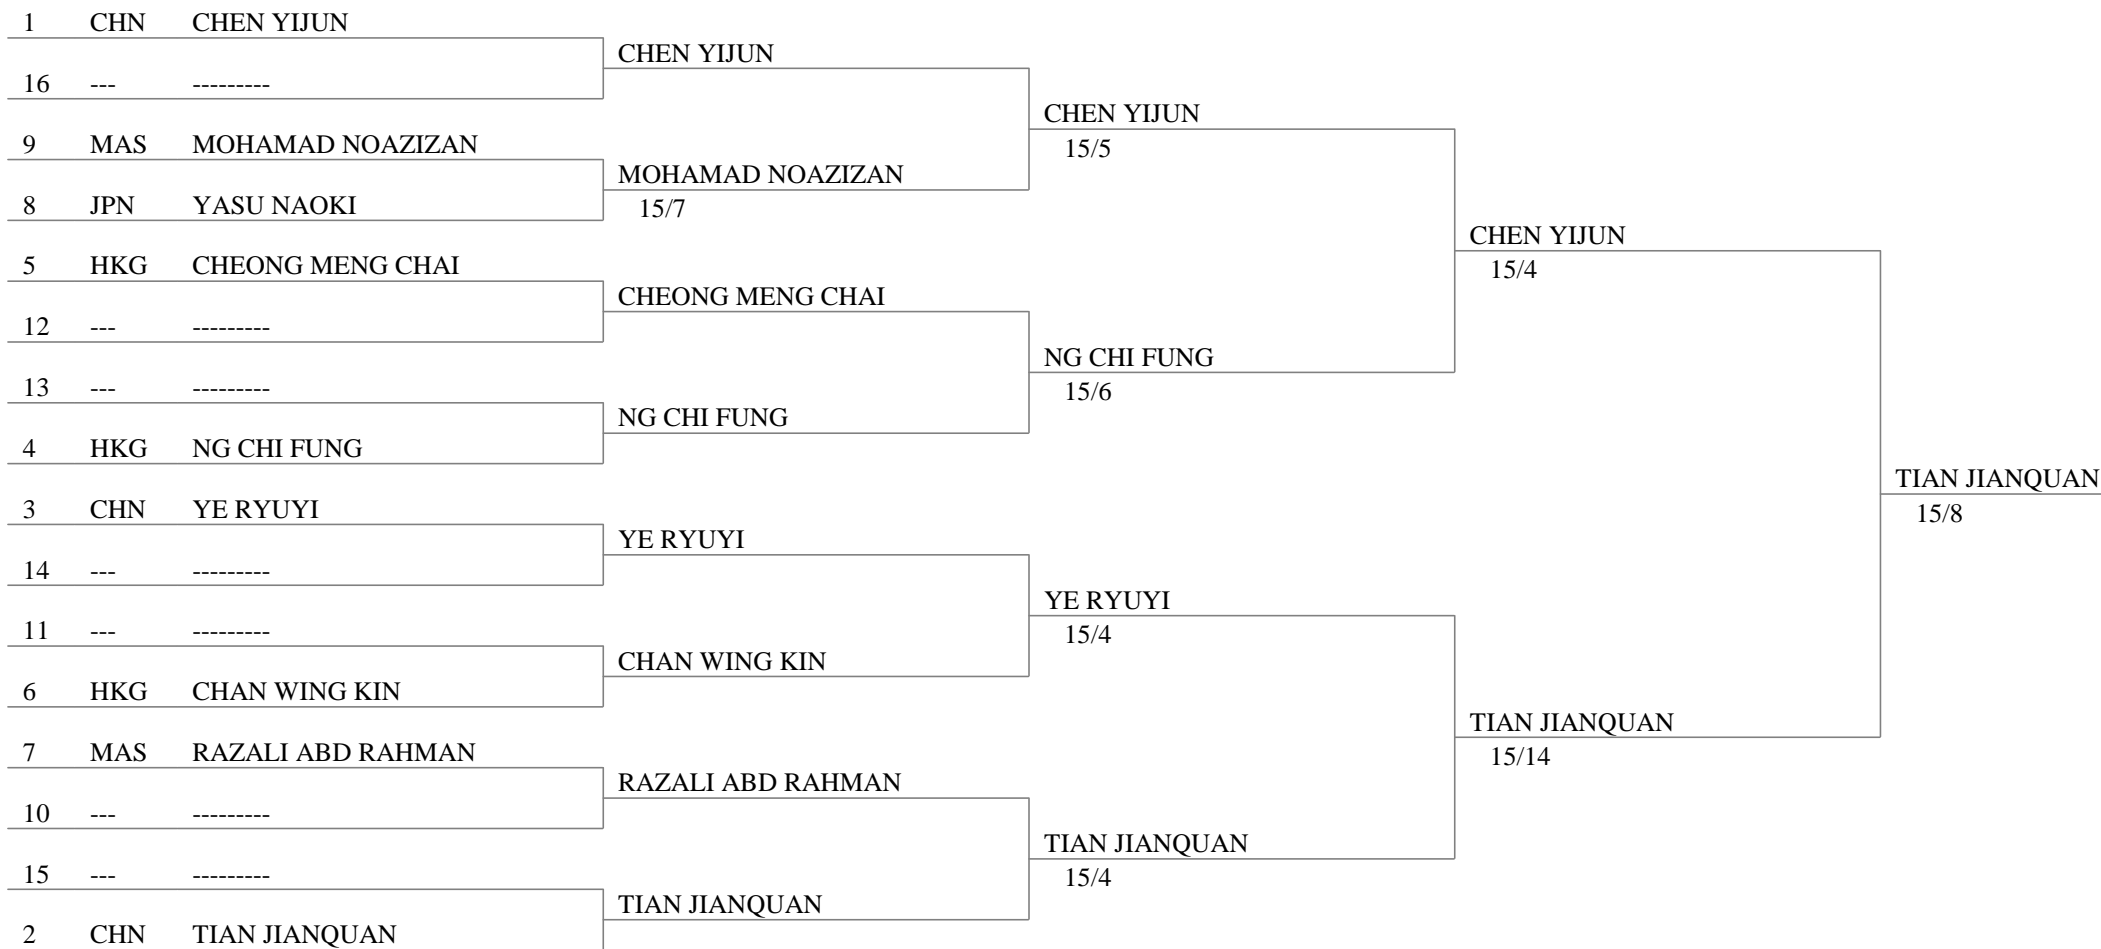 1 CHN CHEN YIJUN
16 --- ---------
9 MAS MOHAMAD NOAZIZAN
8 JPN YASU NAOKI
5 HKG CHEONG MENG CHAI
12 --- ---------
13 --- ---------
4 HKG NG CHI FUNG
3 CHN YE RYUYI
14 --- ---------
11 --- ---------
6 HKG CHAN WING KIN
7 MAS RAZALI ABD RAHMAN
10 --- ---------
15 --- ---------
2 CHN TIAN JIANQUAN
CHEN YIJUN
MOHAMAD NOAZIZAN
15/7
CHEONG MENG CHAI
NG CHI FUNG
YE RYUYI
CHAN WING KIN
RAZALI ABD RAHMAN
TIAN JIANQUAN
CHEN YIJUN
15/5
NG CHI FUNG
15/6
YE RYUYI
15/4
TIAN JIANQUAN
15/4
CHEN YIJUN
15/4
TIAN JIANQUAN
15/14
TIAN JIANQUAN
15/8